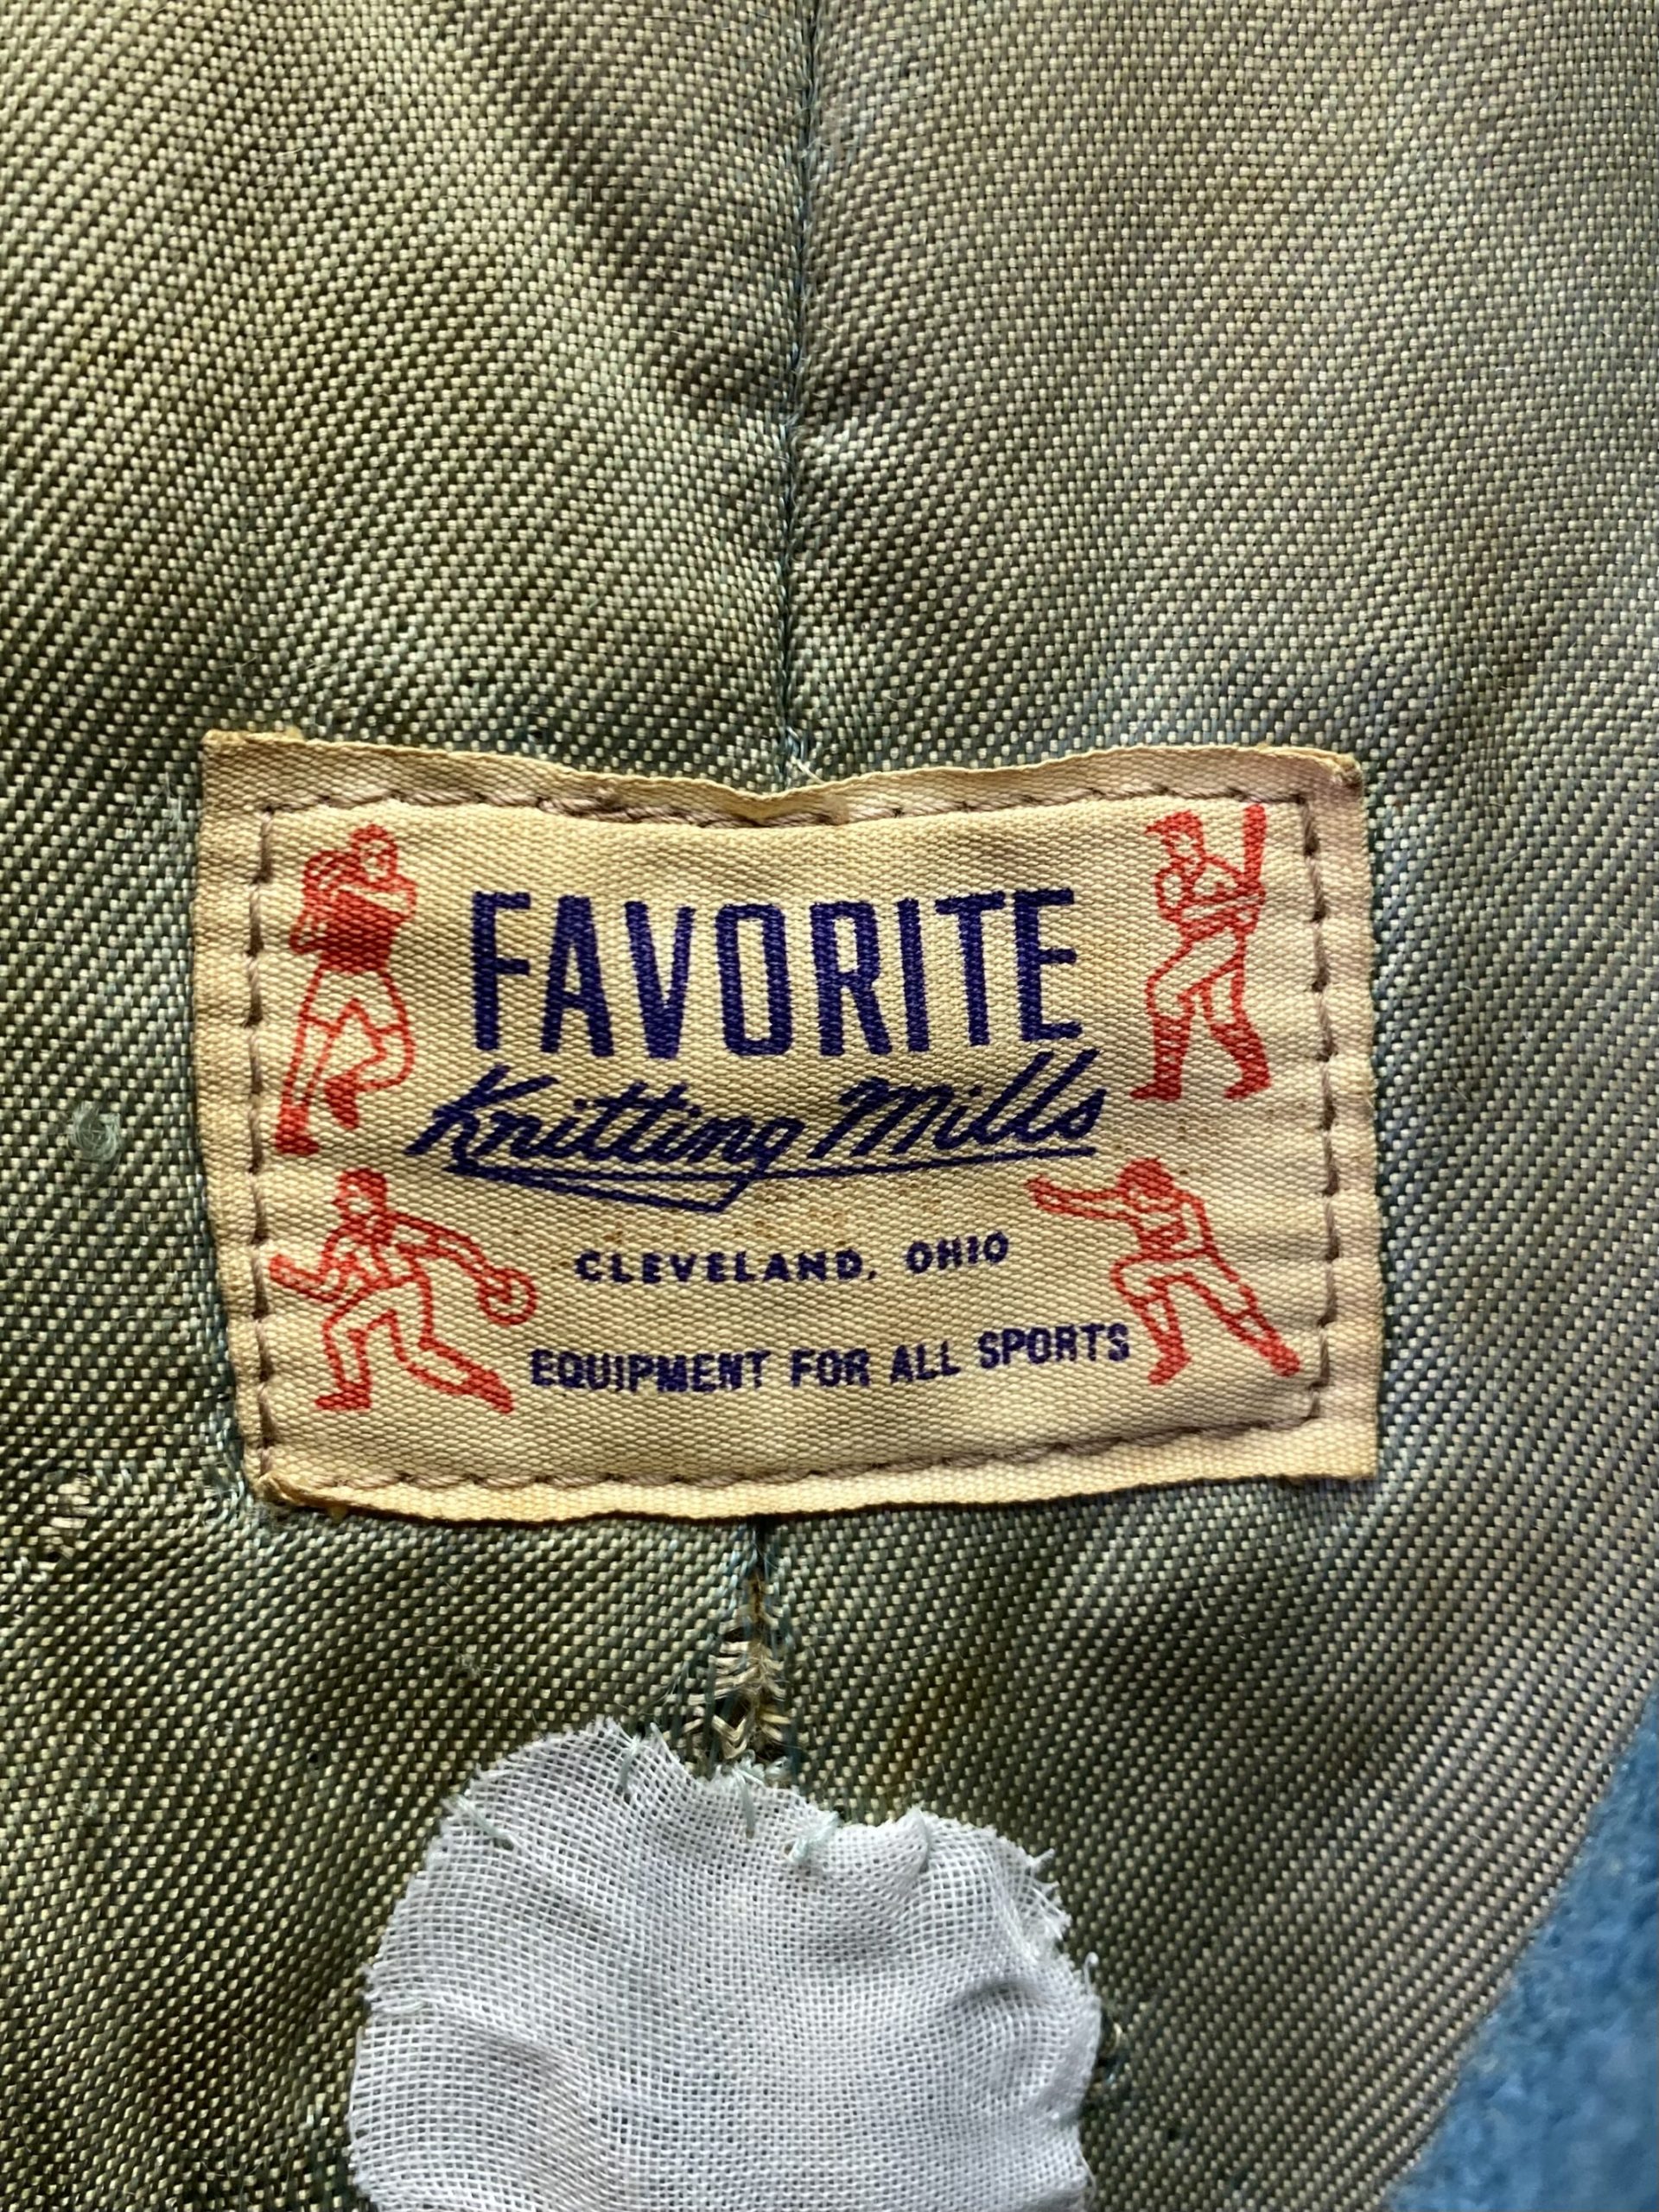 FAVORITE
Knitting Mills
CLEVELAND, OHIO
EQUIPMENT FOR ALL SPORTS